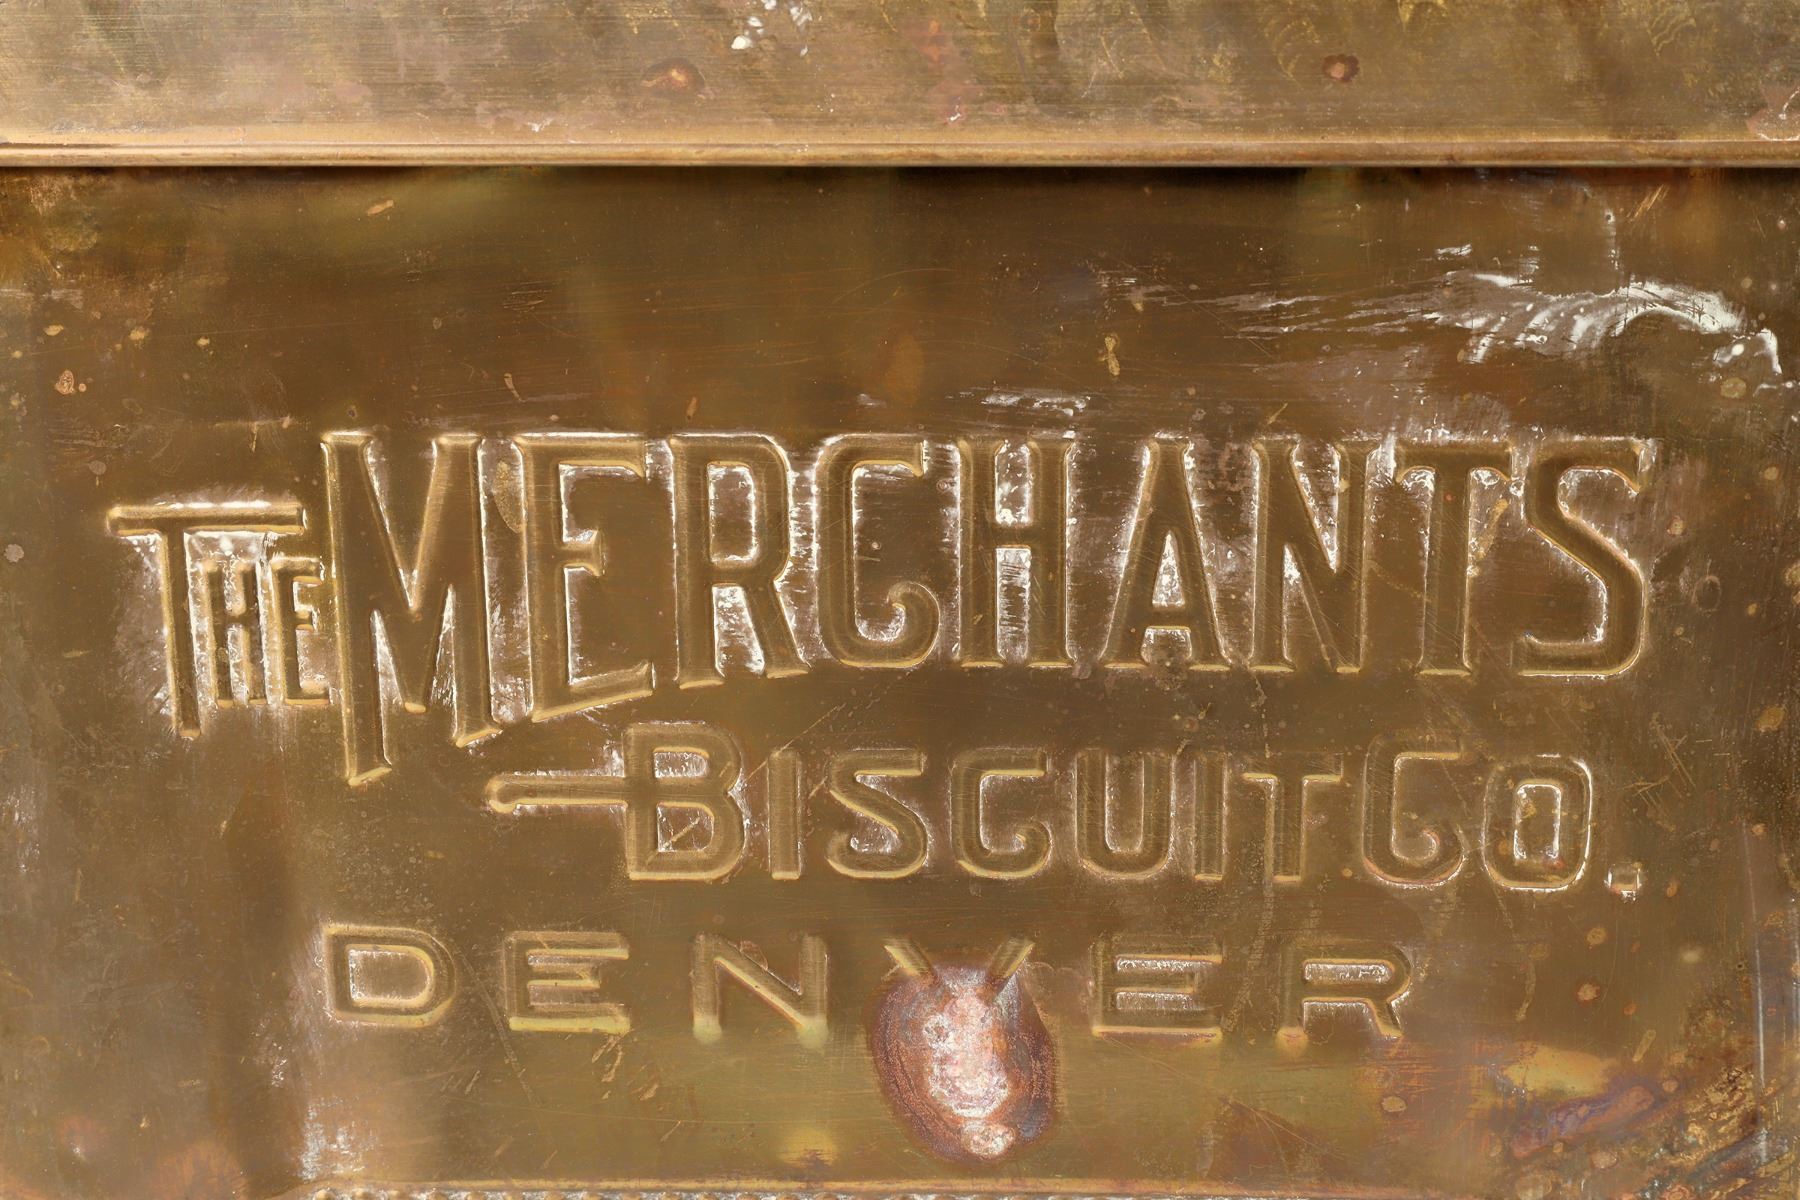 THE MERCHANTS
BISCUIT CO.
DENVER